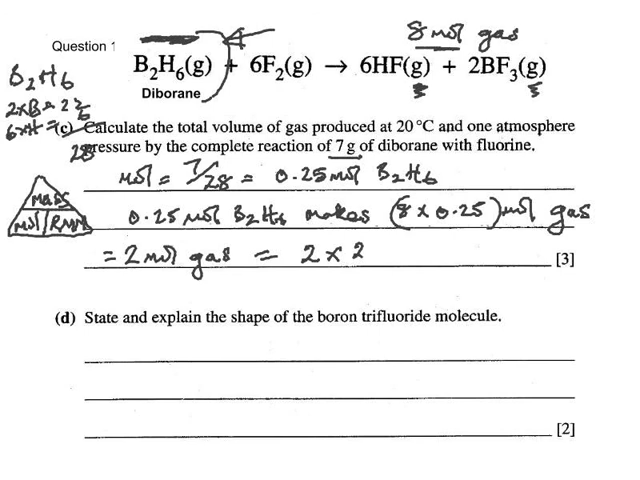 8 mol gas
Question 1
B₂H₆(g) + 6F₂(g) → 6HF(g) + 2BF₃(g)
Diborane
B₂H₆
2×B = 22
6×H = 6
28
(c) Calculate the total volume of gas produced at 20 °C and one atmosphere
pressure by the complete reaction of 7 g of diborane with fluorine.
mol = 7/28 = 0.25 mol B₂H₆
mass
mol RMM
0.25 mol B₂H₆ makes (8 × 0.25) mol gas
= 2 mol gas = 2 × 2
[3]
(d) State and explain the shape of the boron trifluoride molecule.
[2]